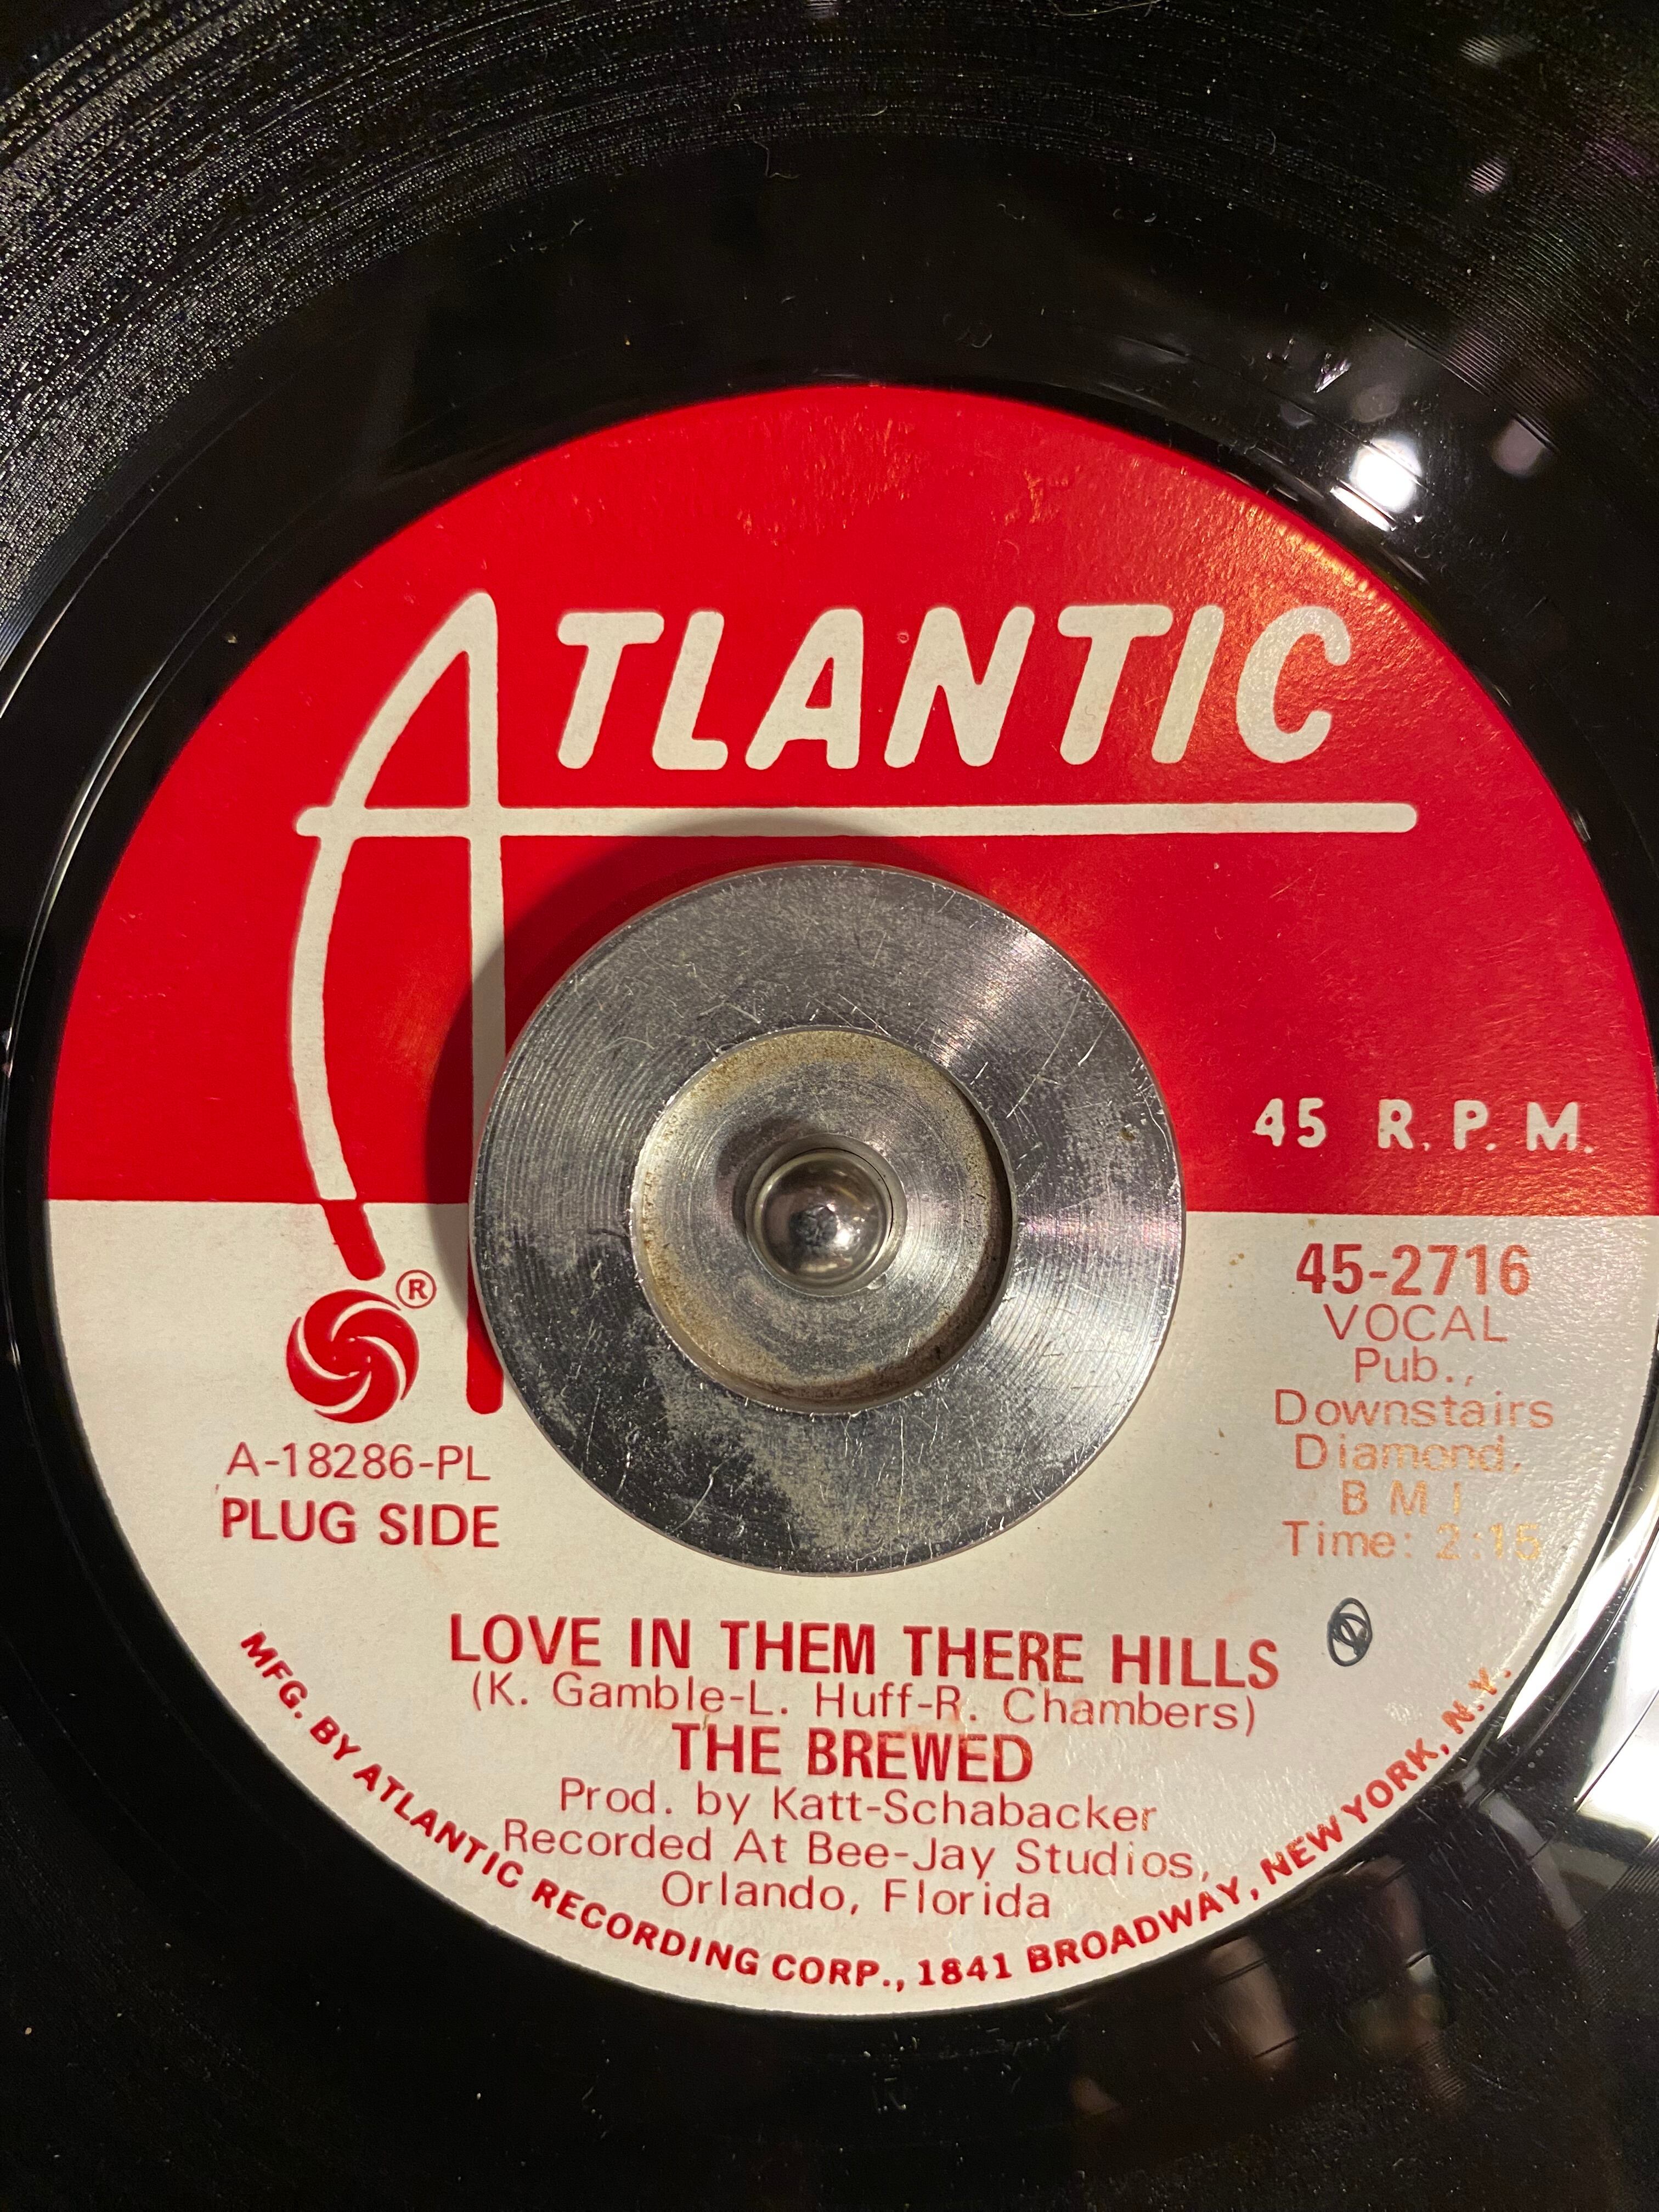 ATLANTIC
45 R.P.M.
®
A-18286-PL
PLUG SIDE
45-2716
VOCAL
Pub.,
Downstairs
Diamond,
BMI
Time: 2:15
LOVE IN THEM THERE HILLS
(K. Gamble-L. Huff-R. Chambers)
THE BREWED
Prod. by Katt-Schabacker
Recorded At Bee-Jay Studios,
Orlando, Florida
MFG. BY ATLANTIC RECORDING CORP., 1841 BROADWAY, NEW YORK, N.Y.